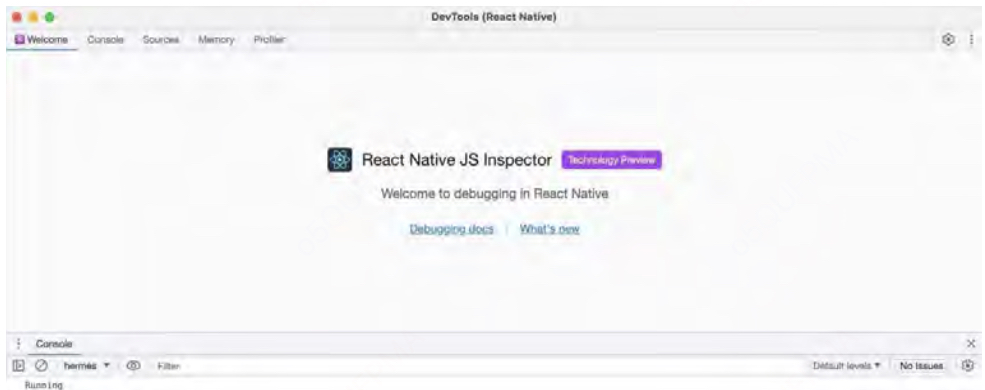 DevTools (React Native)
Welcome Console Sources Memory Profiler
React Native JS Inspector Technology Preview
Welcome to debugging in React Native
Debugging docs What's new
Console
hermes Filter Default levels No Issues
Running